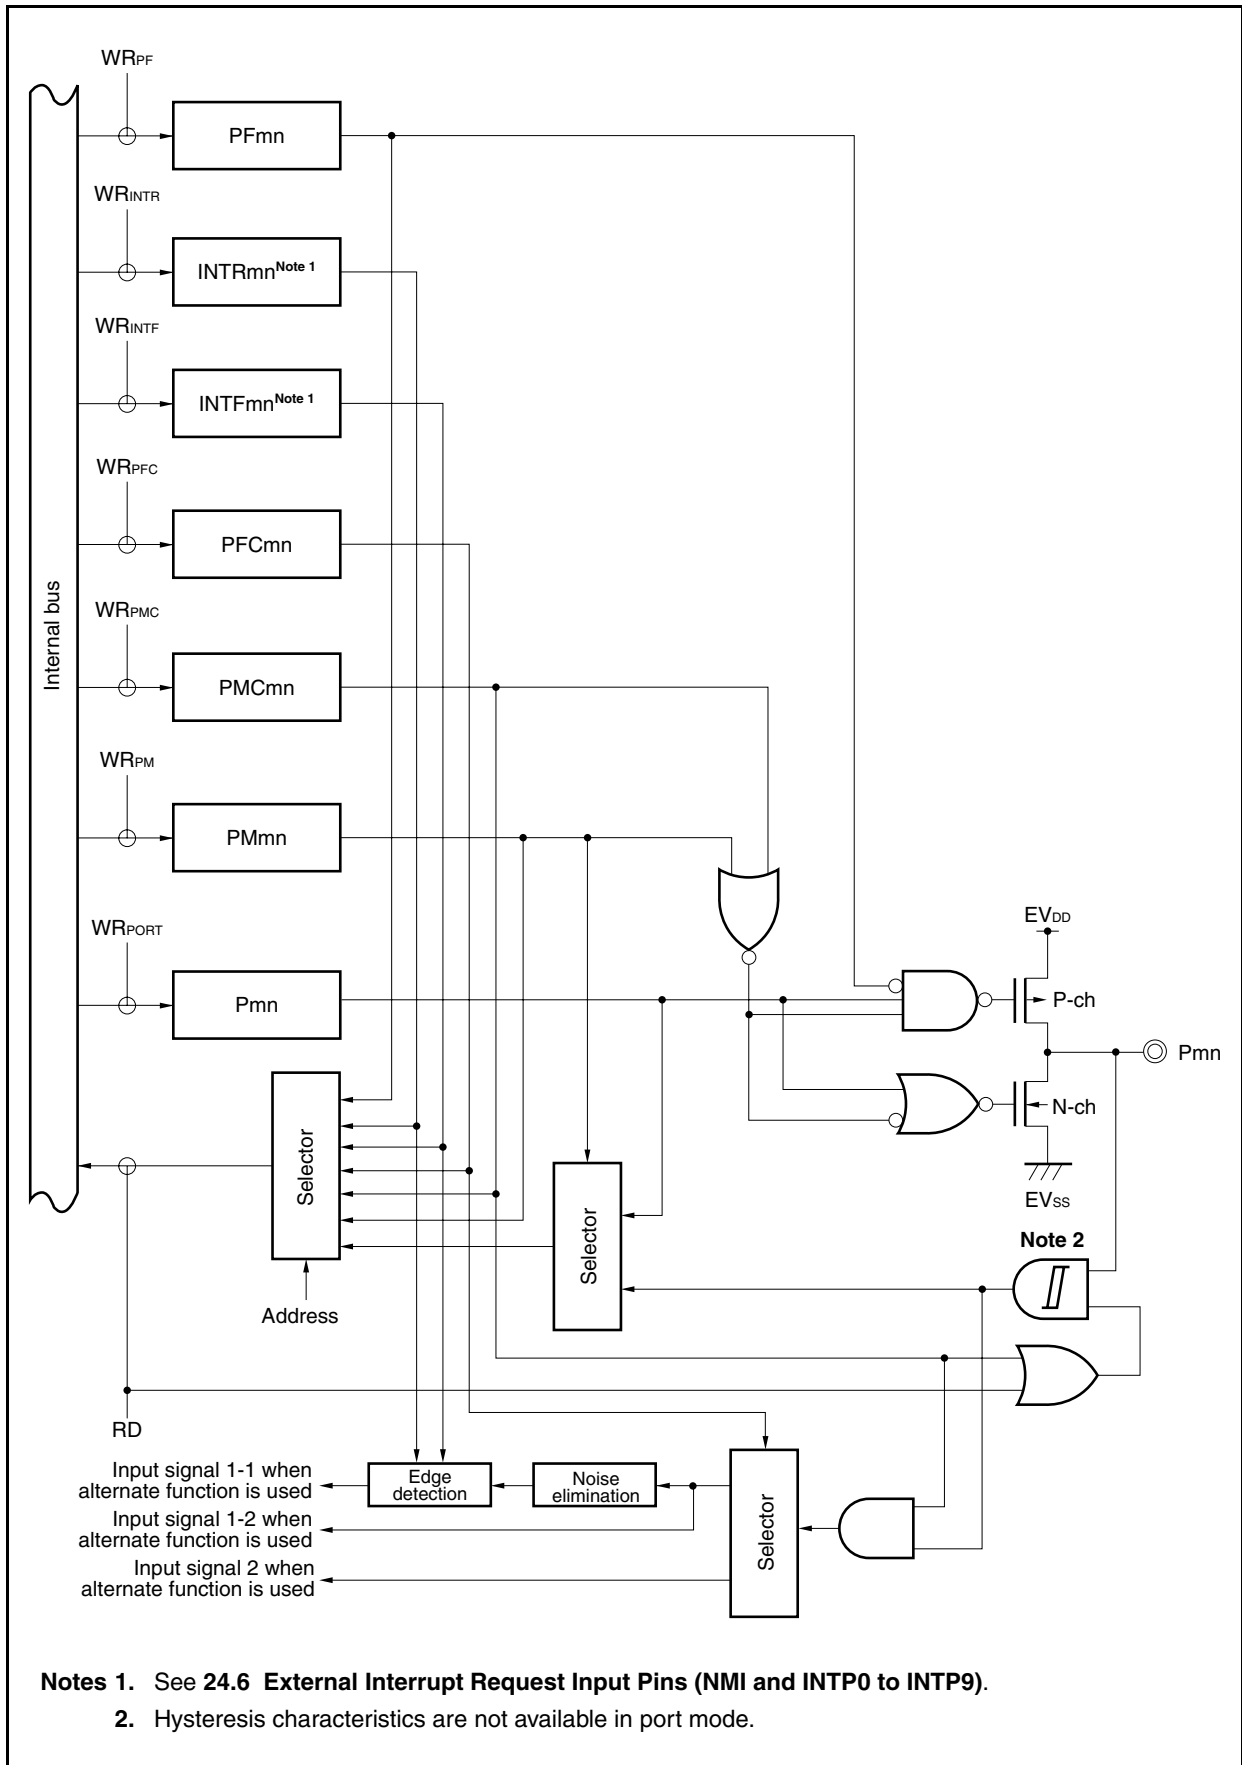 WRPF
PFmn
WRINTR
INTRmnNote 1
WRINTF
INTFmnNote 1
WRPFC
PFCmn
WRPMC
Internal bus
PMCmn
WRPM
PMmn
WRPORT
Pmn
EVDD
P-ch
Pmn
N-ch
EVSS
Selector
Selector
Note 2
Address
RD
Input signal 1-1 when
alternate function is used
Edge
detection
Noise
elimination
Input signal 1-2 when
alternate function is used
Selector
Input signal 2 when
alternate function is used
Notes 1. See 24.6 External Interrupt Request Input Pins (NMI and INTP0 to INTP9).
2. Hysteresis characteristics are not available in port mode.